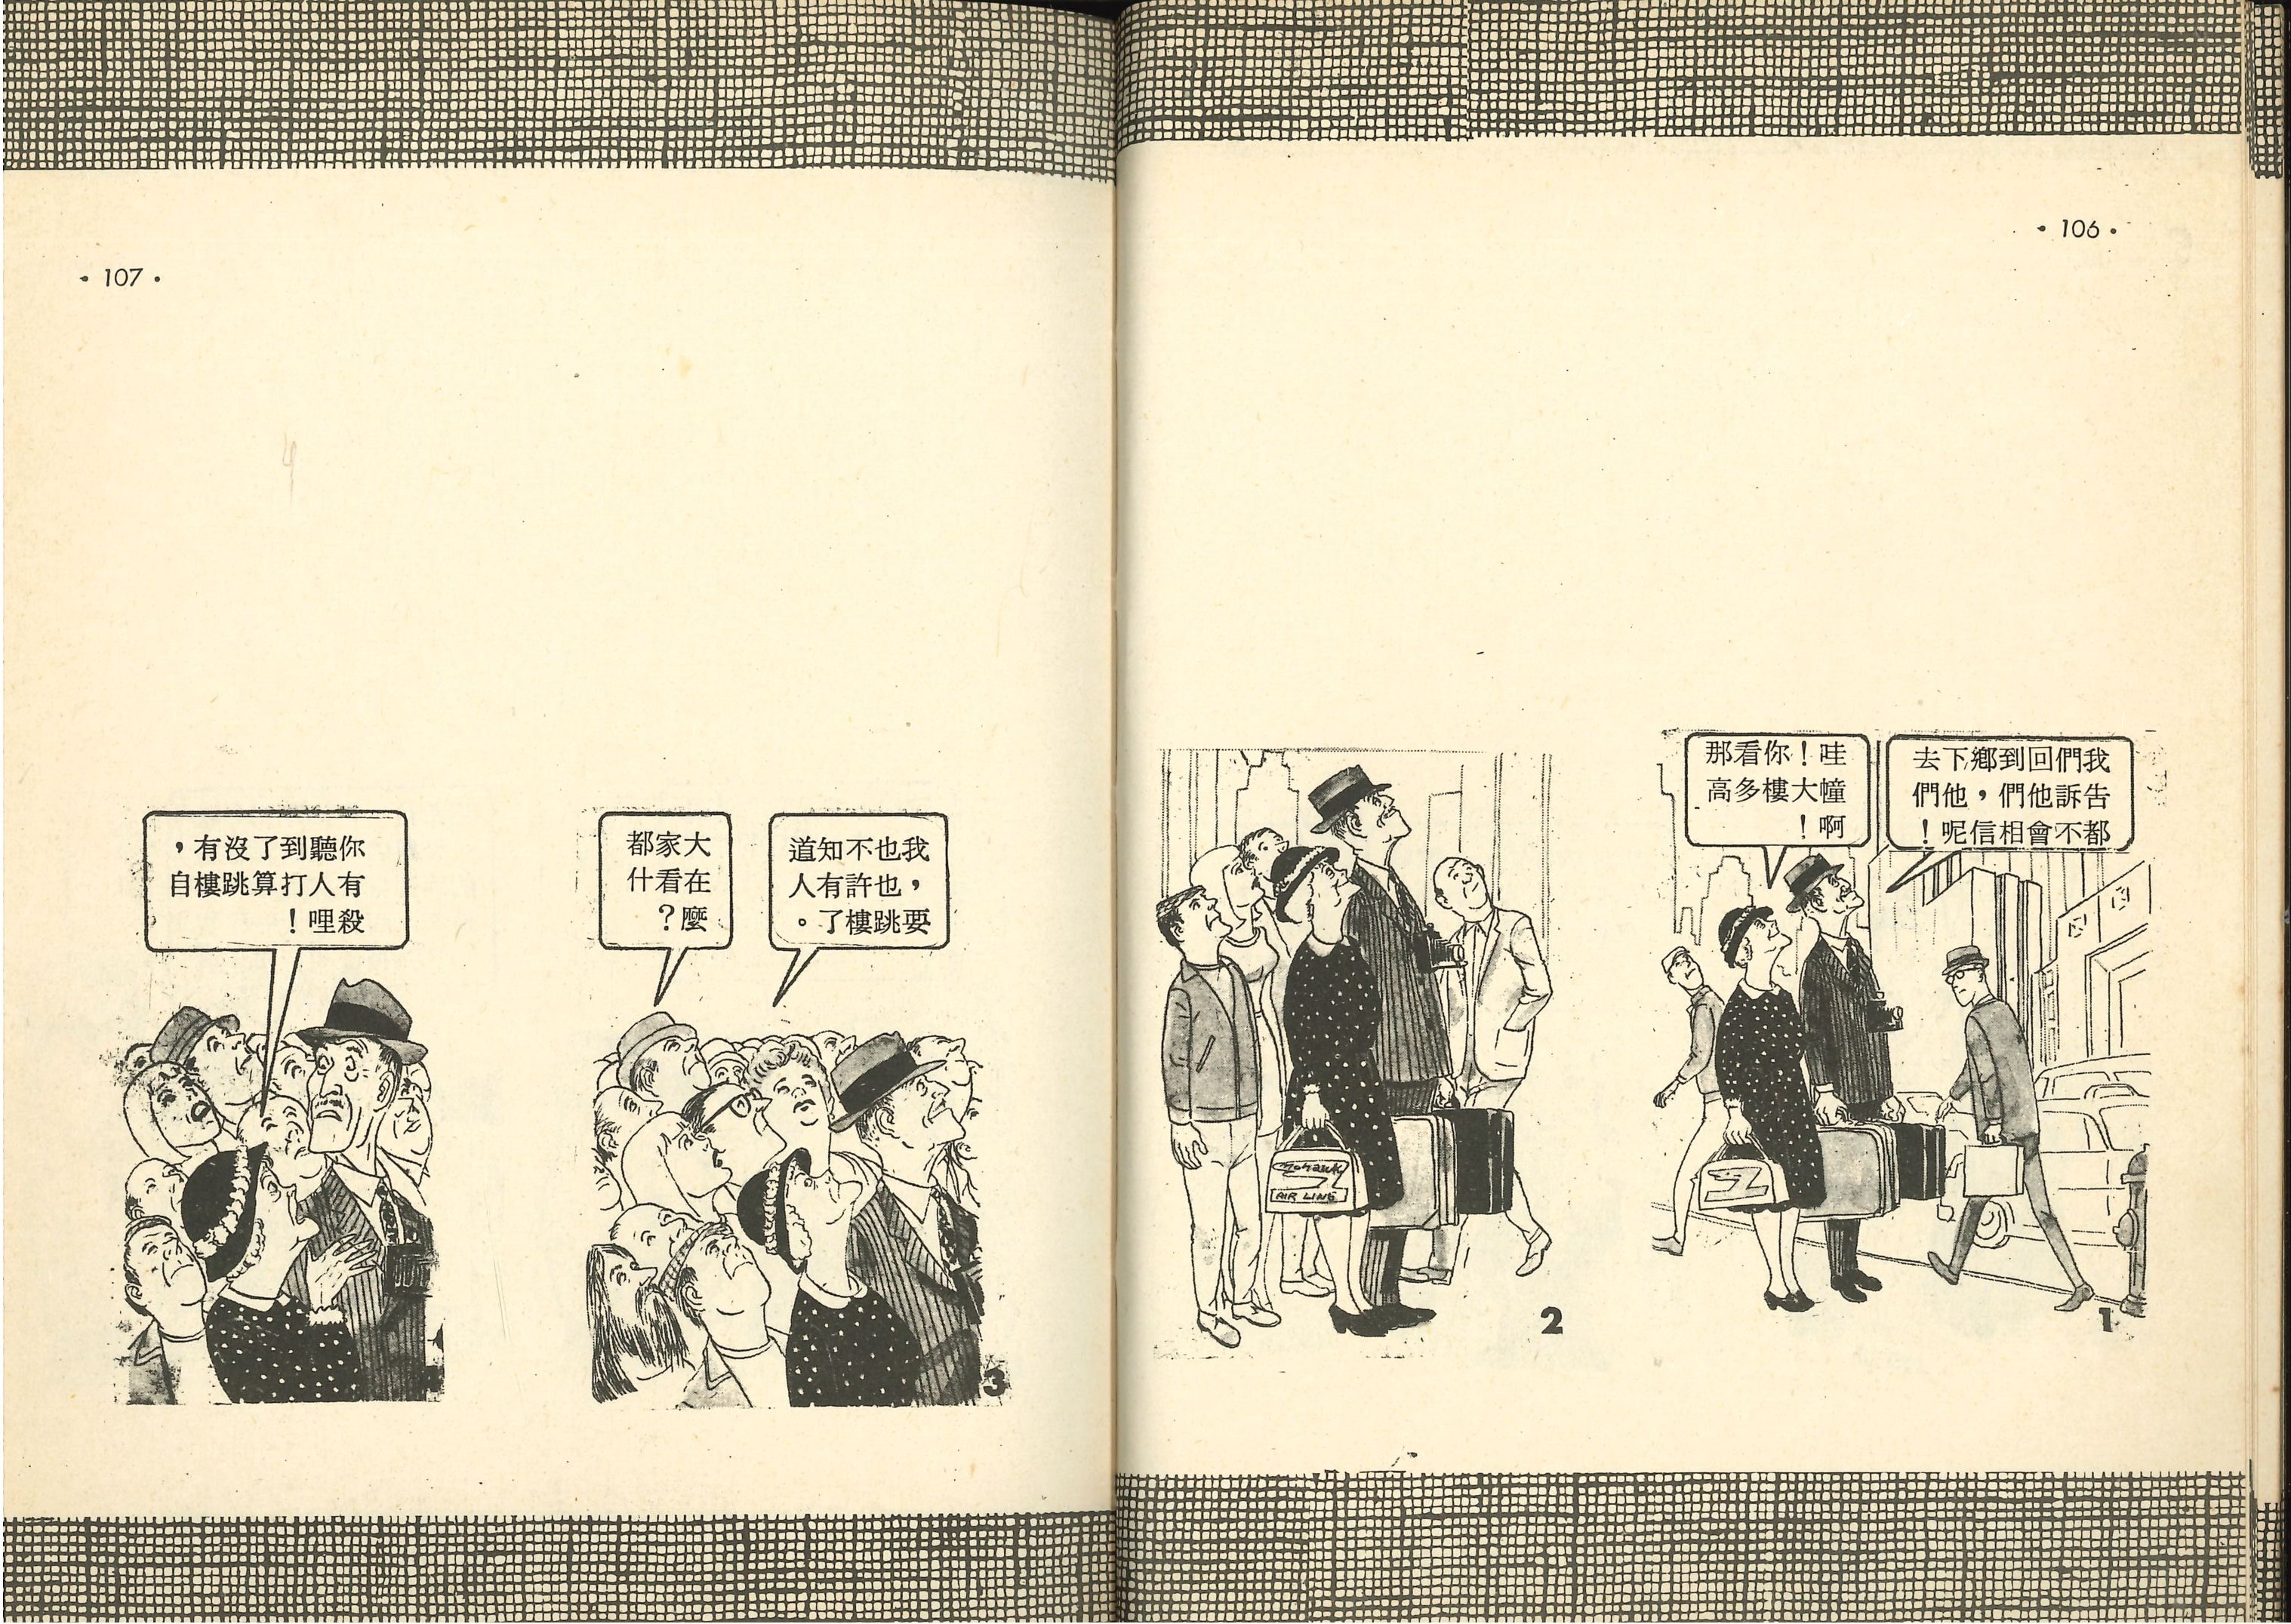 ·106·
哇！你看那
幢大樓多高
啊！
我們回到鄉下去
告訴他們，他們
都不會相信呢！
1
Mohawk
AIR LINE
2
·107·
大家都
在看什
麼？
我也不知道
，也許有人
要跳樓了。
3
你聽到了沒有，
有人打算跳樓自
殺哩！